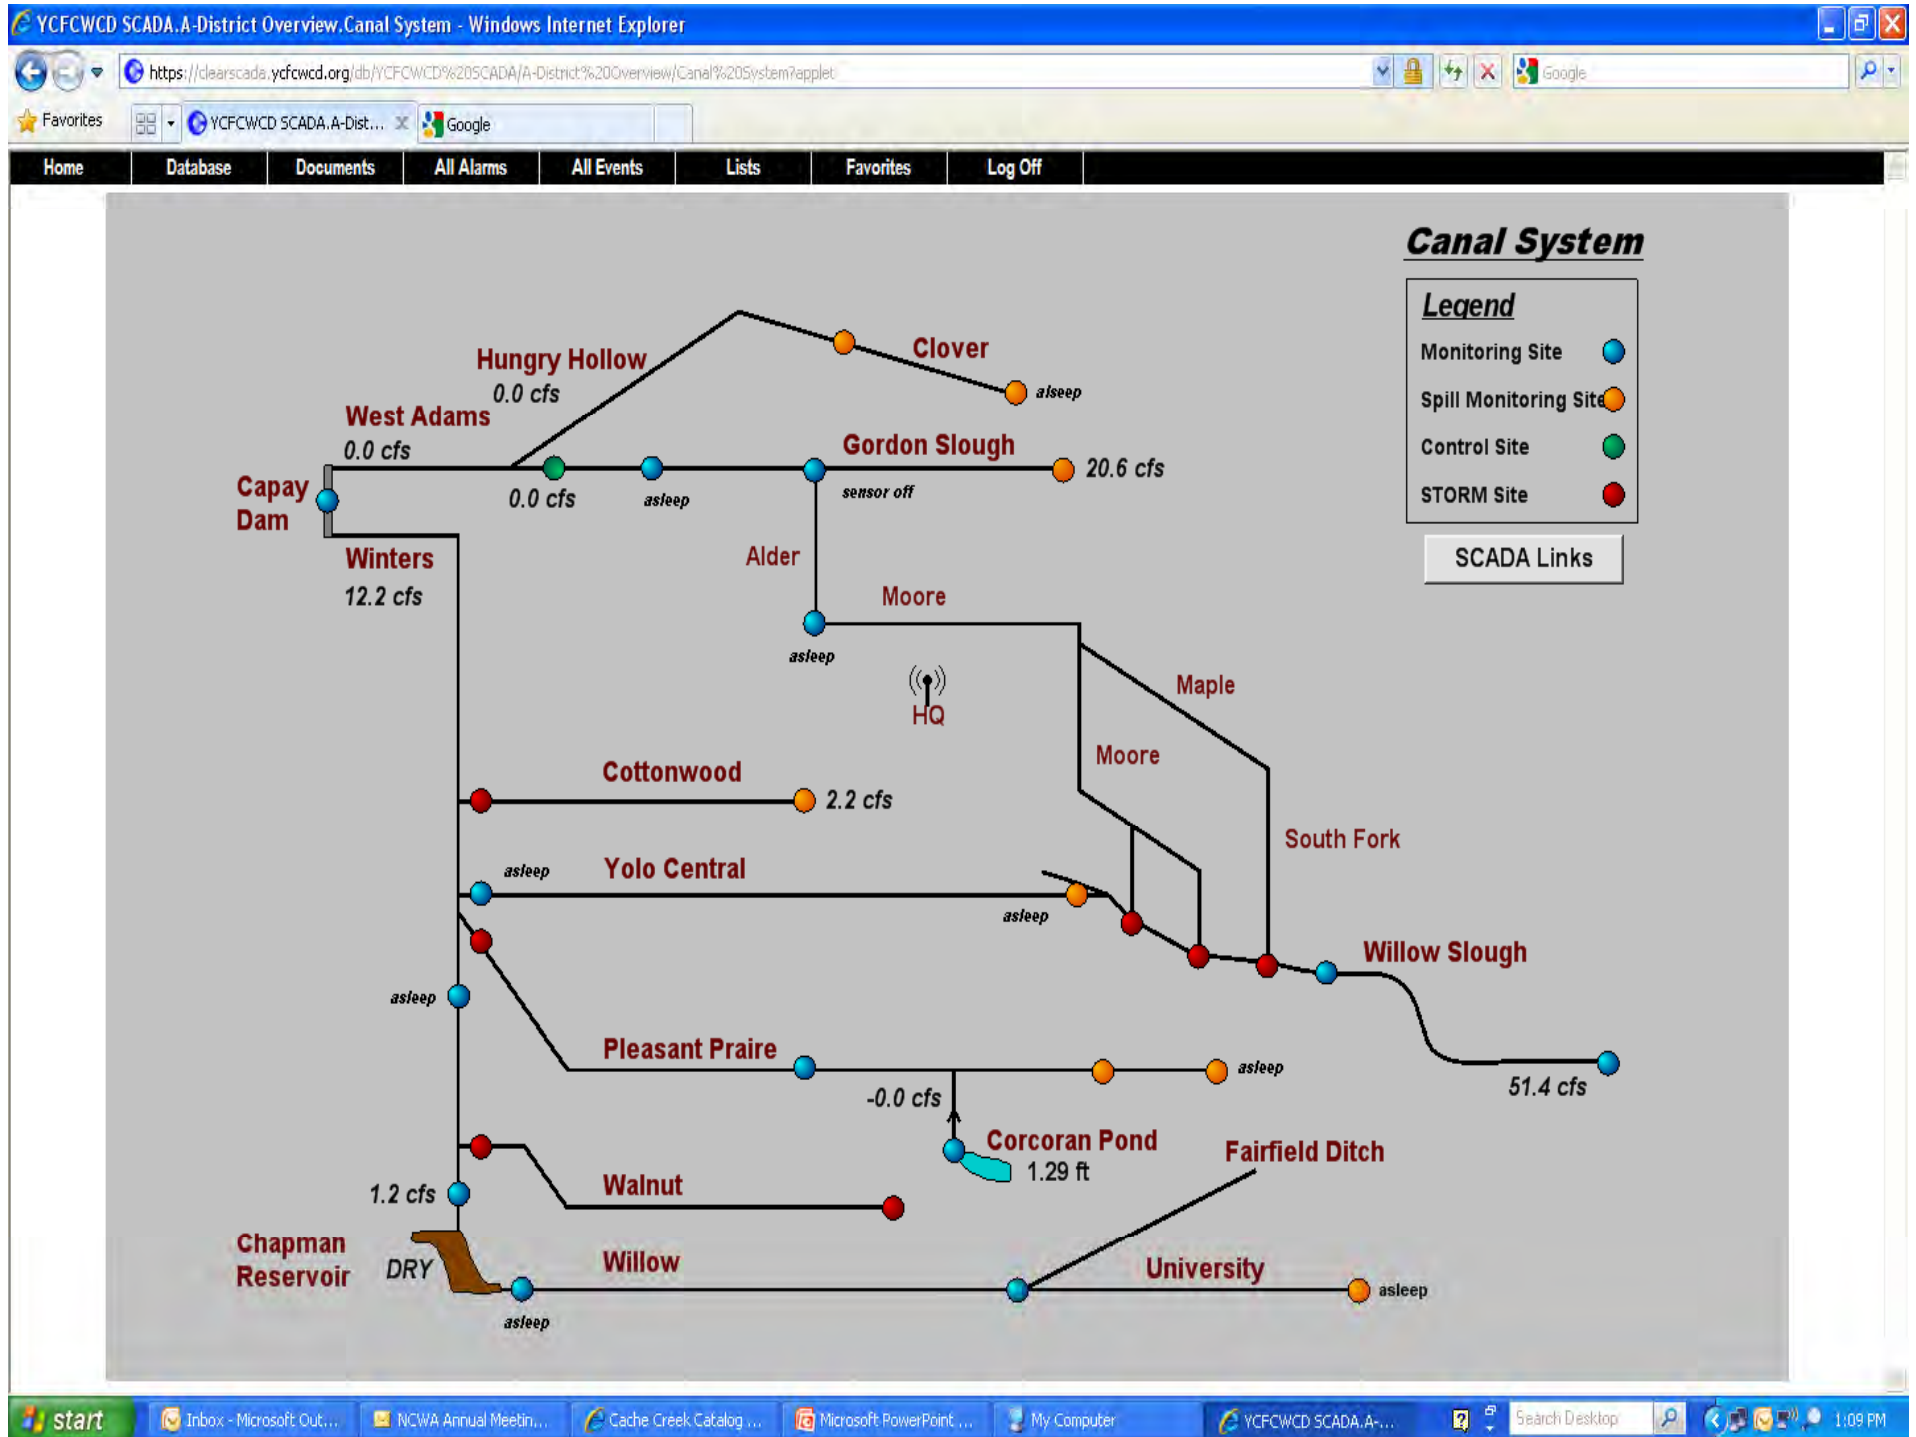 YCFCWCD SCADA.A-District Overview.Canal System - Windows Internet Explorer
https://clearscada.ycfcwcd.org/db/YCFCWCD%20SCADA/A-District%20Overview/Canal%20System?applet
Google
Favorites
YCFCWCD SCADA.A-Dist...
Google
Home
Database
Documents
All Alarms
All Events
Lists
Favorites
Log Off
Canal System
Legend
Monitoring Site
Spill Monitoring Site
Control Site
STORM Site
SCADA Links
Hungry Hollow
0.0 cfs
Clover
alseep
West Adams
0.0 cfs
Gordon Slough
20.6 cfs
0.0 cfs
asleep
sensor off
Capay
Dam
Winters
12.2 cfs
Alder
Moore
asleep
HQ
Maple
Moore
South Fork
Cottonwood
2.2 cfs
asleep
Yolo Central
asleep
Willow Slough
asleep
51.4 cfs
Pleasant Praire
asleep
-0.0 cfs
Corcoran Pond
1.29 ft
Fairfield Ditch
Walnut
1.2 cfs
Chapman
Reservoir
DRY
Willow
University
asleep
asleep
start
Inbox - Microsoft Out...
NCWA Annual Meetin...
Cache Creek Catalog ...
Microsoft PowerPoint ...
My Computer
YCFCWCD SCADA.A-...
Search Desktop
1:09 PM